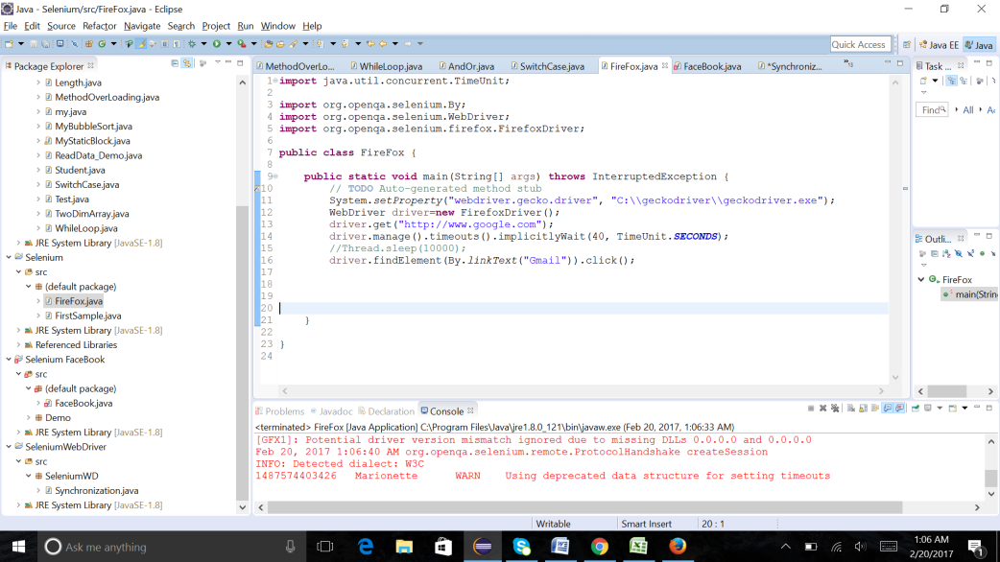 Java - Selenium/src/FireFox.java - Eclipse
File Edit Source Refactor Navigate Search Project Run Window Help
Quick Access
Java EE
Java
Package Explorer
Length.java
MethodOverLoading.java
my.java
MyBubbleSort.java
MyStaticBlock.java
ReadData_Demo.java
Student.java
SwitchCase.java
Test.java
TwoDimArray.java
WhileLoop.java
JRE System Library [JavaSE-1.8]
Selenium
src
(default package)
FireFox.java
FirstSample.java
JRE System Library [JavaSE-1.8]
Referenced Libraries
Selenium FaceBook
src
(default package)
FaceBook.java
Demo
JRE System Library [JavaSE-1.8]
SeleniumWebDriver
src
SeleniumWD
Synchronization.java
JRE System Library [JavaSE-1.8]
MethodOverLo... WhileLoop.java AndOr.java SwitchCase.java FireFox.java FaceBook.java *Synchroniz...
1 import java.util.concurrent.TimeUnit;
2
3 import org.openqa.selenium.By;
4 import org.openqa.selenium.WebDriver;
5 import org.openqa.selenium.firefox.FirefoxDriver;
6
7 public class FireFox {
8
9 public static void main(String[] args) throws InterruptedException {
10 // TODO Auto-generated method stub
11 System.setProperty("webdriver.gecko.driver", "C:\\geckodriver\\geckodriver.exe");
12 WebDriver driver=new FirefoxDriver();
13 driver.get("http://www.google.com");
14 driver.manage().timeouts().implicitlyWait(40, TimeUnit.SECONDS);
15 //Thread.sleep(10000);
16 driver.findElement(By.linkText("Gmail")).click();
17
18
19
20
21 }
22
23 }
24
Task ...
Find
All
Outli...
FireFox
main(Strin
Problems Javadoc Declaration Console
<terminated> FireFox [Java Application] C:\Program Files\Java\jre1.8.0_121\bin\javaw.exe (Feb 20, 2017, 1:06:33 AM)
[GFX1]: Potential driver version mismatch ignored due to missing DLLs 0.0.0.0 and 0.0.0.0
Feb 20, 2017 1:06:40 AM org.openqa.selenium.remote.ProtocolHandshake createSession
INFO: Detected dialect: W3C
1487574403426 Marionette WARN Using deprecated data structure for setting timeouts
Writable
Smart Insert
20 : 1
Ask me anything
1:06 AM
2/20/2017